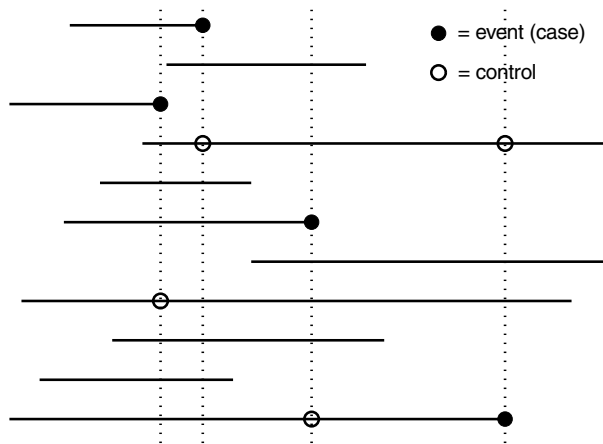 = event (case)
= control